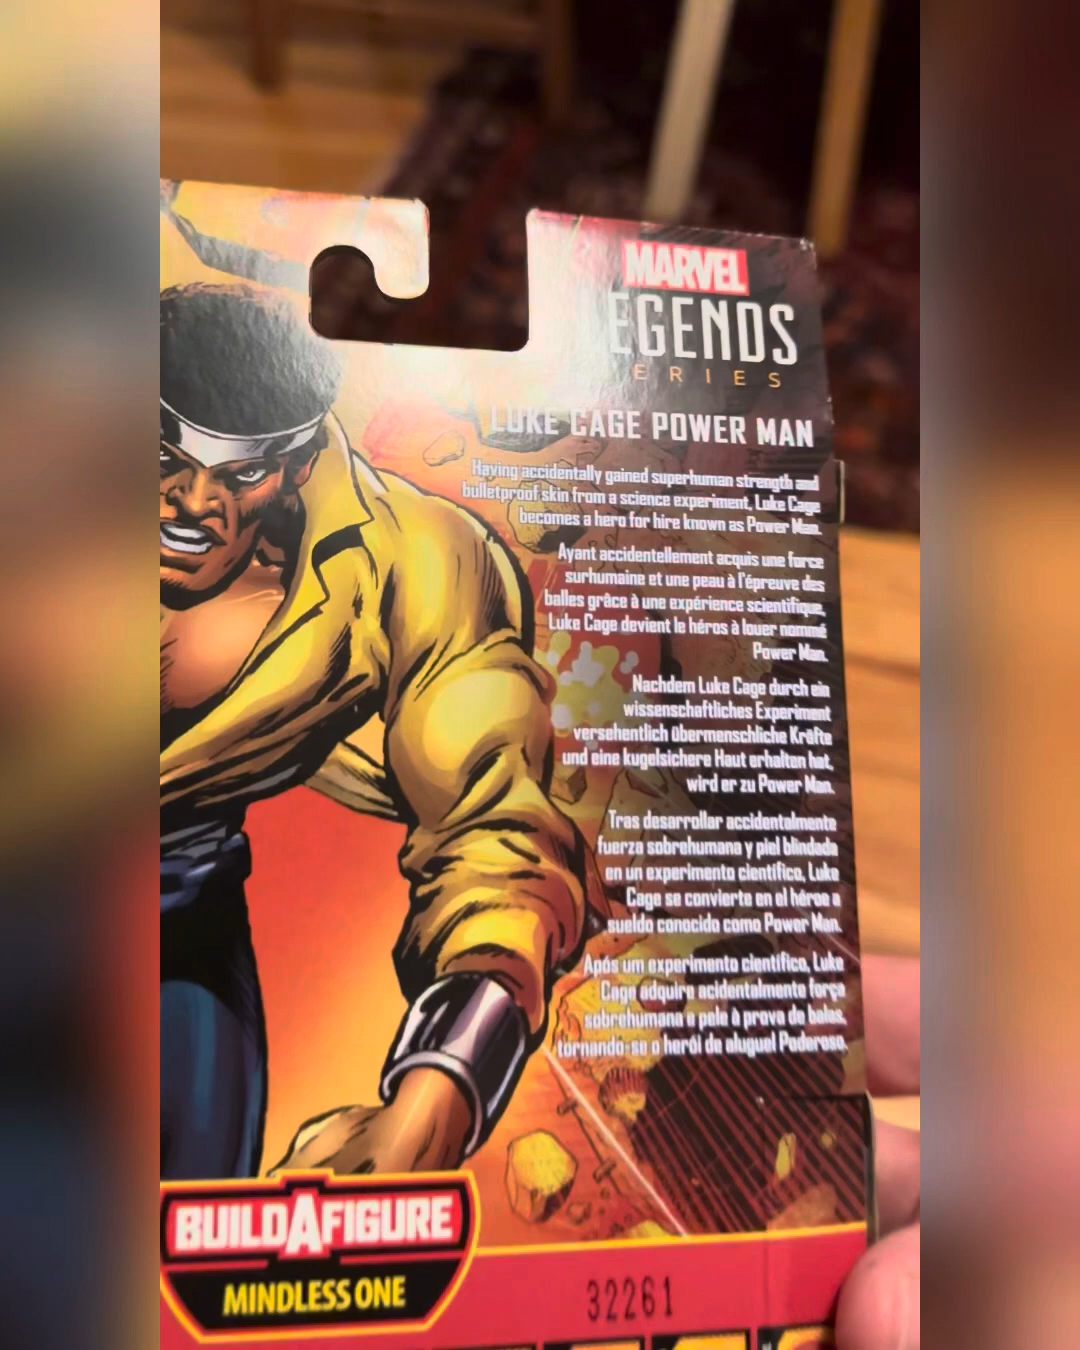 MARVEL
LEGENDS
SERIES
LUKE CAGE POWER MAN
Having accidentally gained superhuman strength and
bulletproof skin from a science experiment, Luke Cage
becomes a hero for hire known as Power Man.
Ayant accidentellement acquis une force
surhumaine et une peau à l'épreuve des
balles grâce à une expérience scientifique,
Luke Cage devient le héros à louer nommé
Power Man.
Nachdem Luke Cage durch ein
wissenschaftliches Experiment
versehentlich übermenschliche Kräfte
und eine kugelsichere Haut erhalten hat,
wird er zu Power Man.
Tras desarrollar accidentalmente
fuerza sobrehumana y piel blindada
en un experimento científico, Luke
Cage se convierte en el héroe a
sueldo conocido como Power Man.
Após um experimento científico, Luke
Cage adquire acidentalmente força
sobrehumana e pele à prova de balas,
tornando-se o herói de aluguel Poderoso.
BUILDAFIGURE
MINDLESS ONE
32261